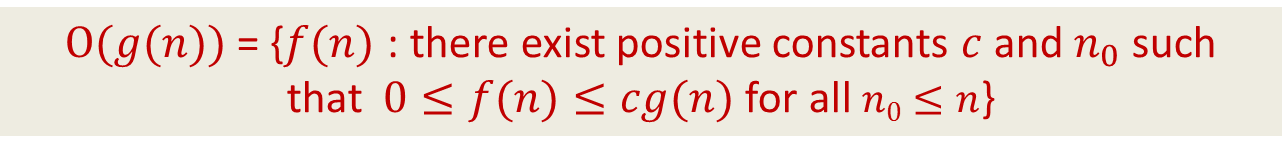 O(g(n)) = {f(n) : there exist positive constants c and n₀ such
that 0 ≤ f(n) ≤ cg(n) for all n₀ ≤ n}